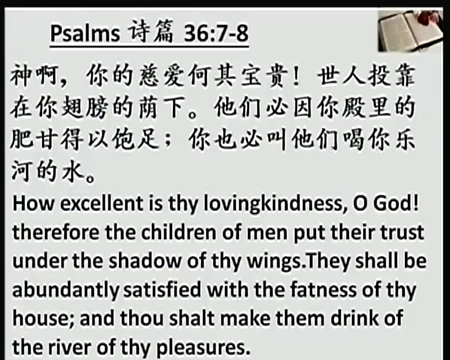 Psalms 诗篇 36:7-8
神啊，你的慈爱何其宝贵！世人投靠
在你翅膀的荫下。他们必因你殿里的
肥甘得以饱足；你也必叫他们喝你乐
河的水。
How excellent is thy lovingkindness, O God!
therefore the children of men put their trust
under the shadow of thy wings.They shall be
abundantly satisfied with the fatness of thy
house; and thou shalt make them drink of
the river of thy pleasures.